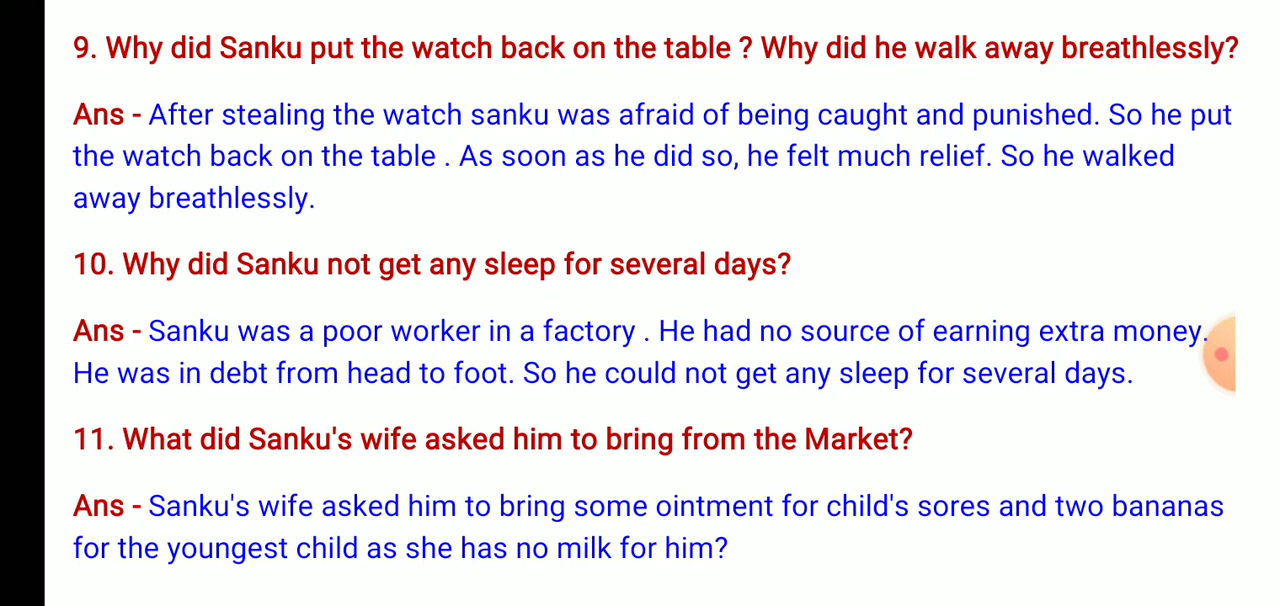 9. Why did Sanku put the watch back on the table ? Why did he walk away breathlessly?
Ans - After stealing the watch sanku was afraid of being caught and punished. So he put
the watch back on the table . As soon as he did so, he felt much relief. So he walked
away breathlessly.
10. Why did Sanku not get any sleep for several days?
Ans - Sanku was a poor worker in a factory . He had no source of earning extra money.
He was in debt from head to foot. So he could not get any sleep for several days.
11. What did Sanku's wife asked him to bring from the Market?
Ans - Sanku's wife asked him to bring some ointment for child's sores and two bananas
for the youngest child as she has no milk for him?